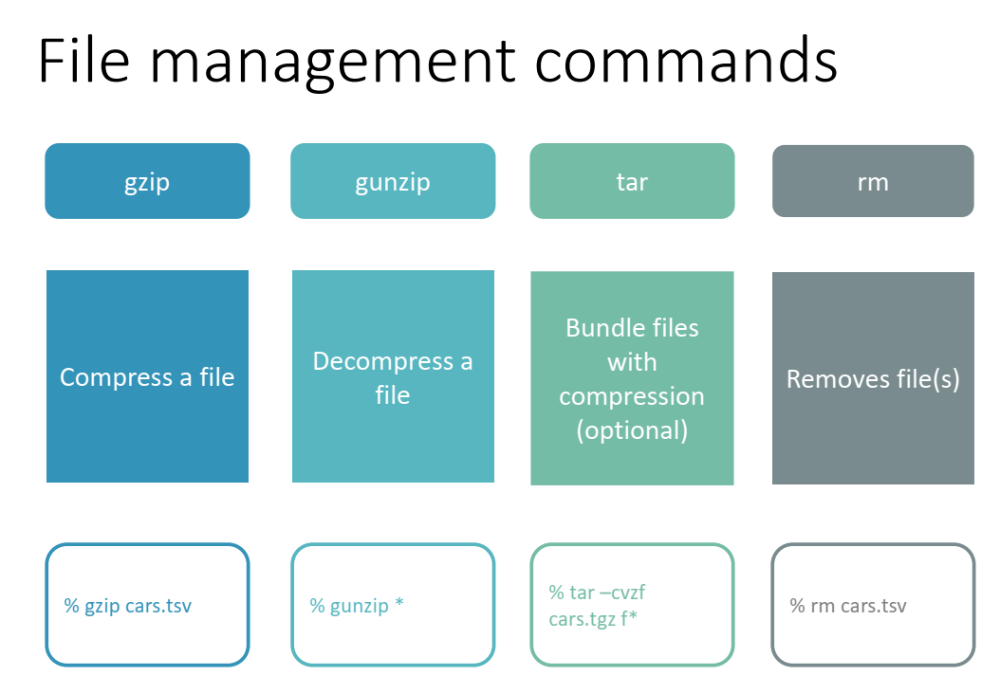 File management commands
gzip
gunzip
tar
rm
Compress a file
Decompress a
file
Bundle files
with
compression
(optional)
Removes file(s)
% gzip cars.tsv
% gunzip *
% tar –cvzf
cars.tgz f*
% rm cars.tsv